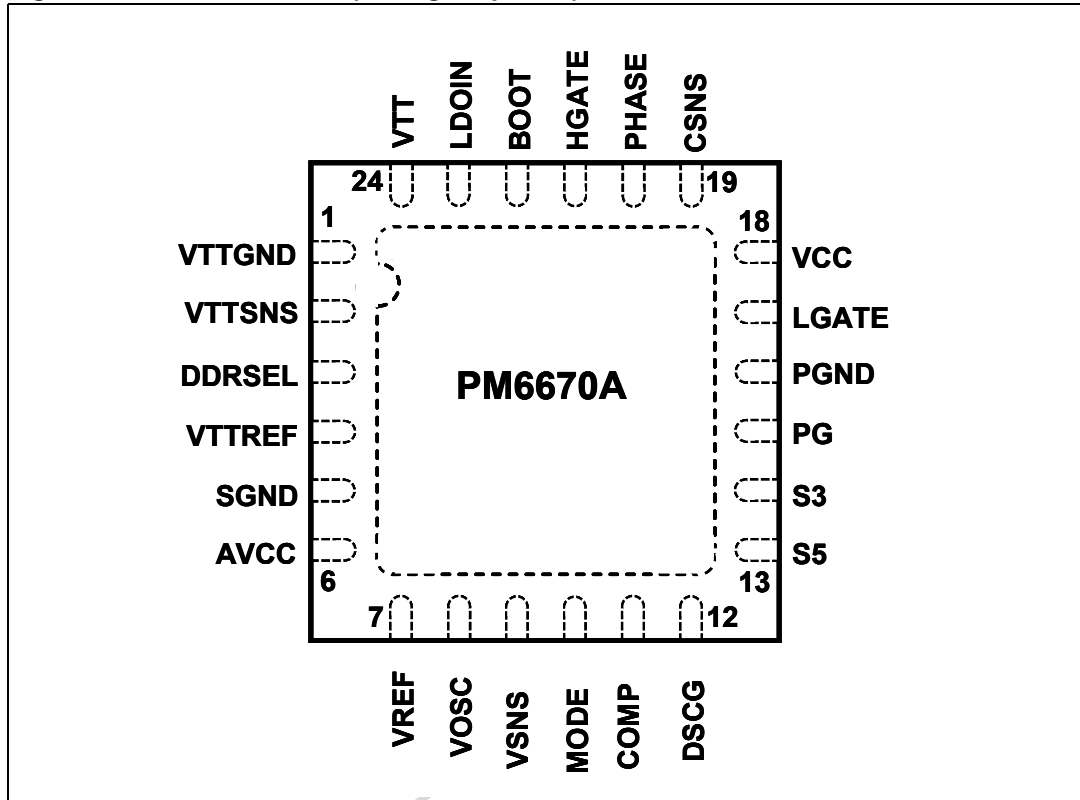 VTT
LDOIN
BOOT
HGATE
PHASE
CSNS
24
19
1
18
VTTGND
VCC
VTTSNS
LGATE
DDRSEL
PGND
PM6670A
VTTREF
PG
SGND
S3
AVCC
S5
6
13
7
12
VREF
VOSC
VSNS
MODE
COMP
DSCG